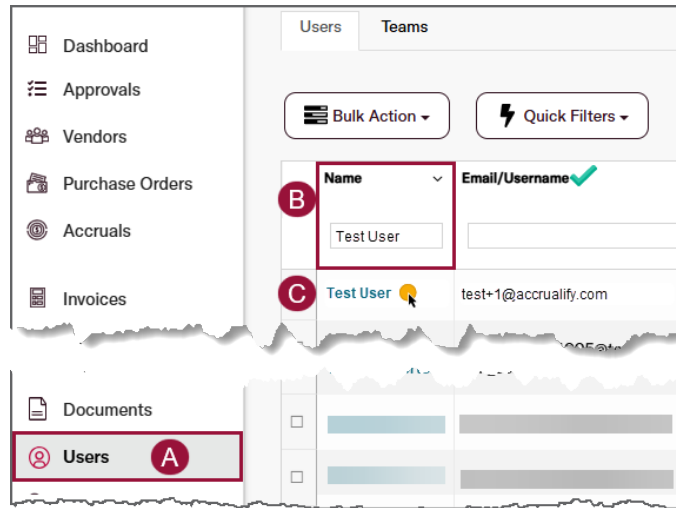 Users Teams
Dashboard
Approvals
Bulk Action Quick Filters
Vendors
Name Email/Username
Purchase Orders
B
Accruals
Test User
Invoices
C Test User test+1@accrualify.com
Documents
Users A